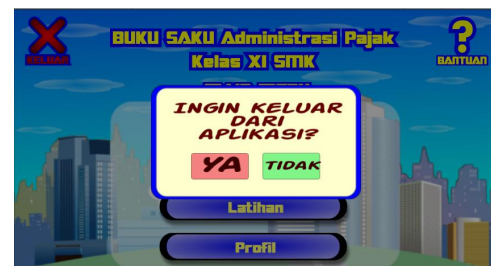 BUKU SAKU Administrasi Pajak
Kelas XI SMK
KELUAR
BANTUAN
INGIN KELUAR
DARI
APLIKASI?
YA
TIDAK
Latihan
Profil